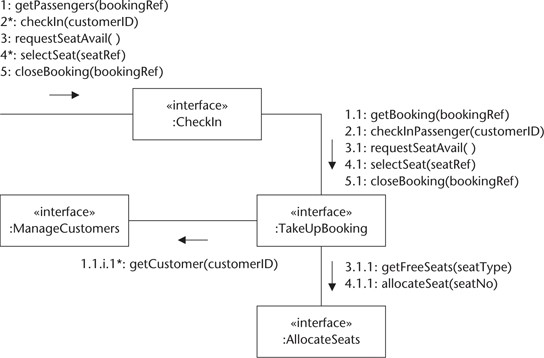 1: getPassengers(bookingRef)
2*: checkIn(customerID)
3: requestSeatAvail( )
4*: selectSeat(seatRef)
5: closeBooking(bookingRef)
«interface»
:CheckIn
1.1: getBooking(bookingRef)
2.1: checkInPassenger(customerID)
3.1: requestSeatAvail( )
4.1: selectSeat(seatRef)
5.1: closeBooking(bookingRef)
«interface»
:ManageCustomers
«interface»
:TakeUpBooking
1.1.i.1*: getCustomer(customerID)
3.1.1: getFreeSeats(seatType)
4.1.1: allocateSeat(seatNo)
«interface»
:AllocateSeats